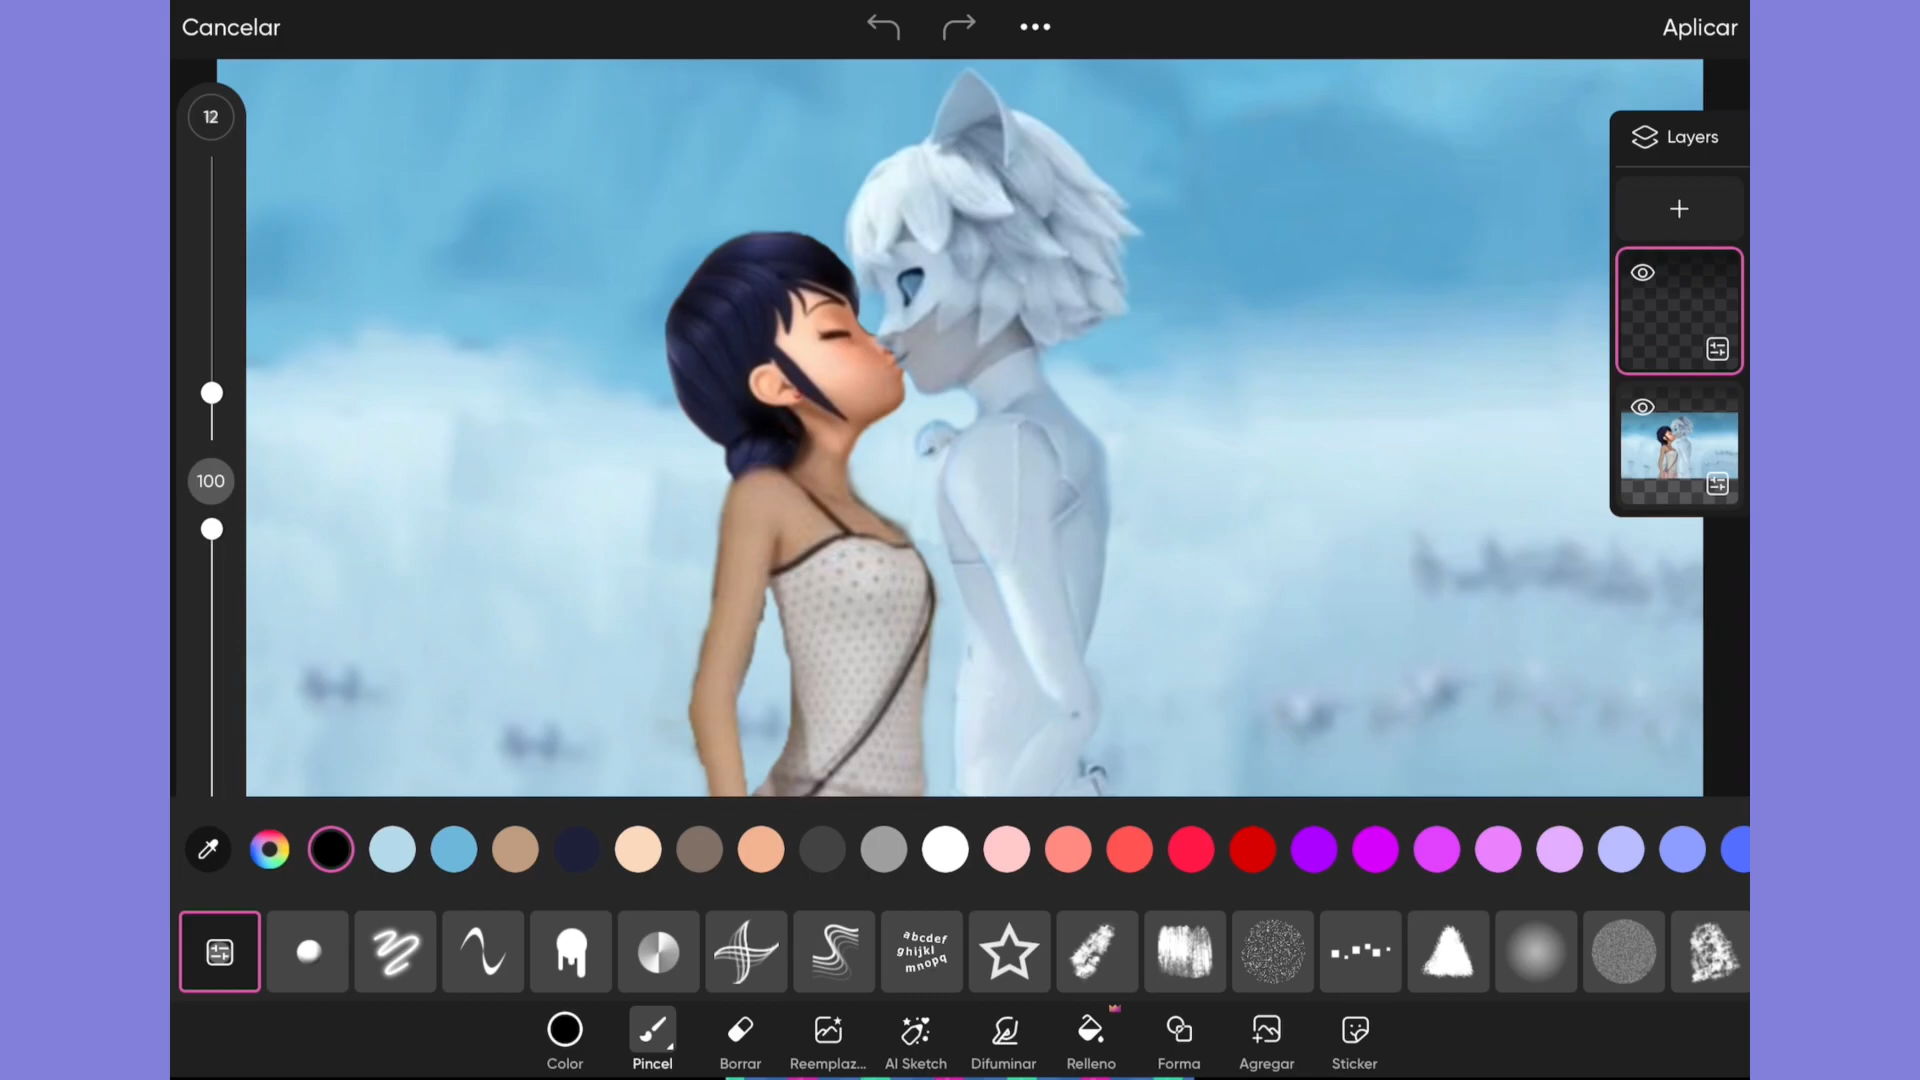 Cancelar
Aplicar
12
Layers
100
abcdef
ghijkl
mnopq
Color
Pincel
Borrar
Reemplaz...
AI Sketch
Difuminar
Relleno
Forma
Agregar
Sticker